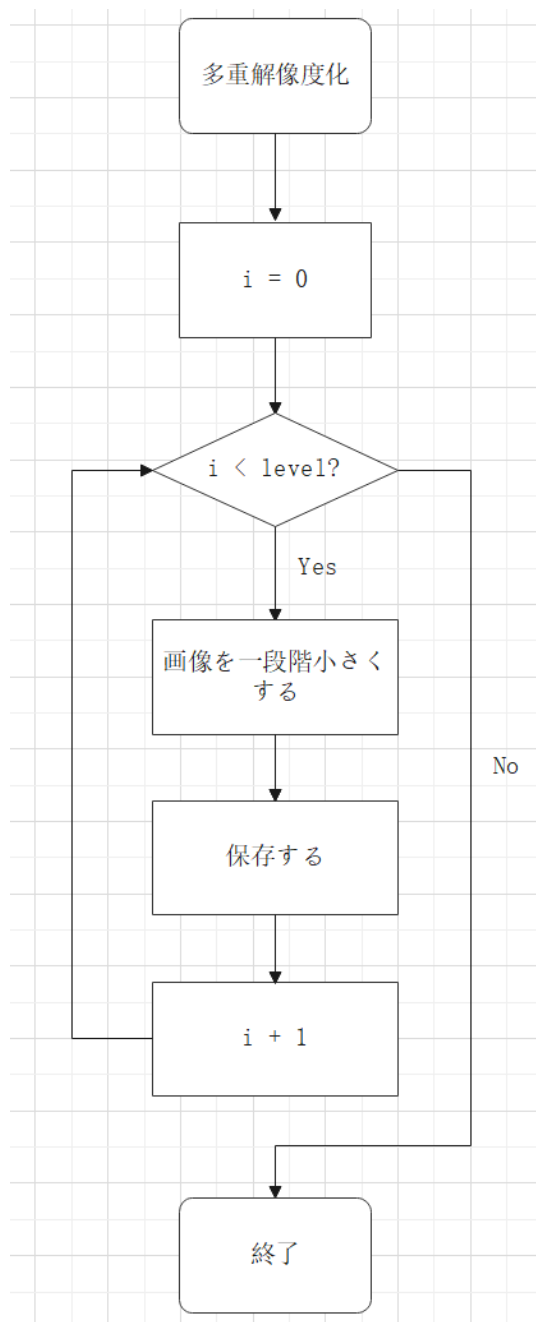 多重解像度化
i = 0
i < level?
Yes
画像を一段階小さく
する
No
保存する
i + 1
終了